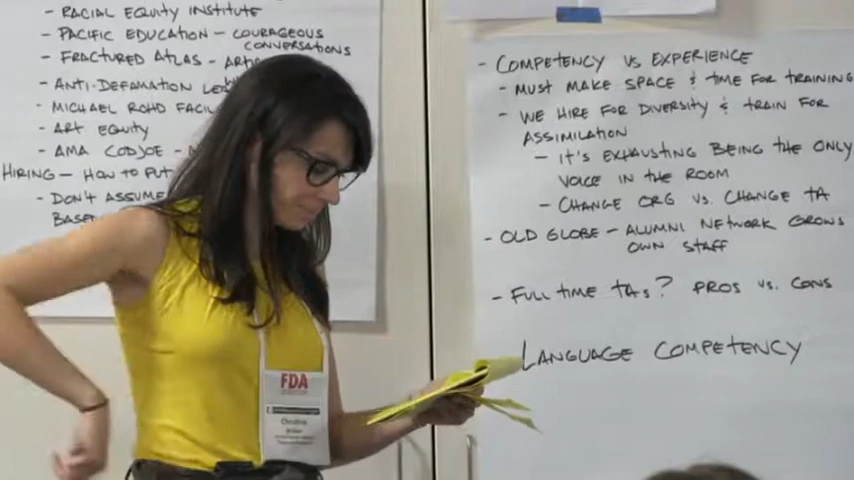 - RACIAL EQUITY INSTITUTE
- PACIFIC EDUCATION - COURAGEOUS
CONVERSATIONS
- FRACTURED ATLAS -
- ANTI-DEFAMATION
- MICHAEL ROHD
- ART EQUITY
- AMA CODJOE -
HIRING - HOW TO PUT
- DON'T ASSUME
BASED
- COMPETENCY VS EXPERIENCE
- MUST MAKE SPACE & TIME FOR TRAINING
- WE HIRE FOR DIVERSITY & TRAIN FOR
ASSIMILATION
- IT'S EXHAUSTING BEING THE ONLY
VOICE IN THE ROOM
- CHANGE ORG VS. CHANGE TA
- OLD GLOBE - ALUMNI NETWORK GROWS
OWN STAFF
- FULL TIME TAS? PROS VS. CONS
LANGUAGE COMPETENCY
FDA
Christine